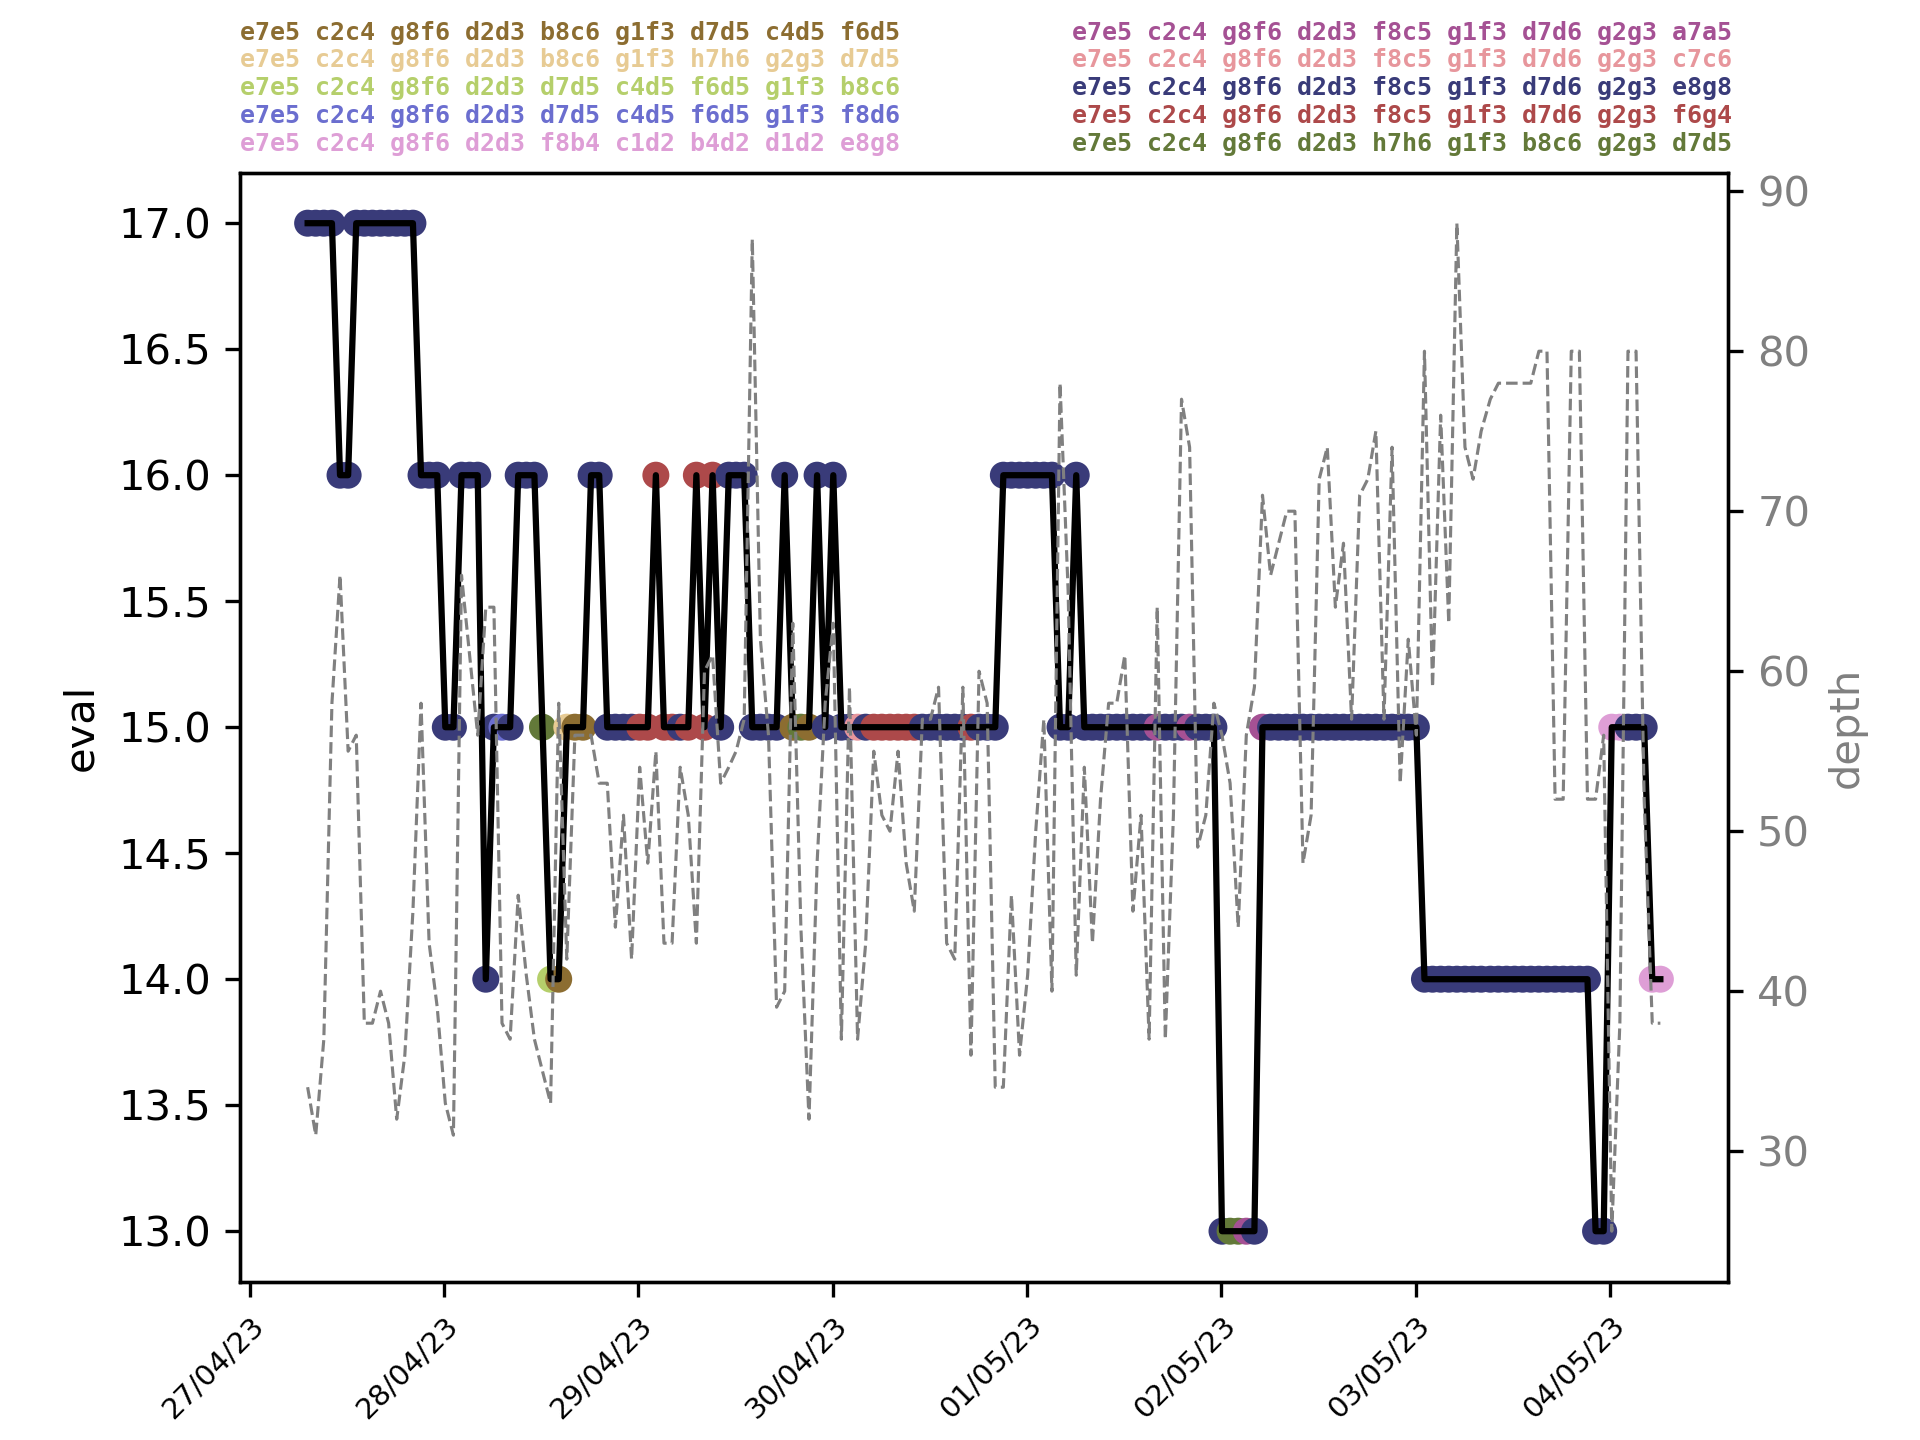 e7e5 c2c4 g8f6 d2d3 b8c6 g1f3 d7d5 c4d5 f6d5
e7e5 c2c4 g8f6 d2d3 b8c6 g1f3 h7h6 g2g3 d7d5
e7e5 c2c4 g8f6 d2d3 d7d5 c4d5 f6d5 g1f3 b8c6
e7e5 c2c4 g8f6 d2d3 d7d5 c4d5 f6d5 g1f3 f8d6
e7e5 c2c4 g8f6 d2d3 f8b4 c1d2 b4d2 d1d2 e8g8
e7e5 c2c4 g8f6 d2d3 f8c5 g1f3 d7d6 g2g3 a7a5
e7e5 c2c4 g8f6 d2d3 f8c5 g1f3 d7d6 g2g3 c7c6
e7e5 c2c4 g8f6 d2d3 f8c5 g1f3 d7d6 g2g3 e8g8
e7e5 c2c4 g8f6 d2d3 f8c5 g1f3 d7d6 g2g3 f6g4
e7e5 c2c4 g8f6 d2d3 h7h6 g1f3 b8c6 g2g3 d7d5
17.0
16.5
16.0
15.5
15.0
14.5
14.0
13.5
13.0
eval
90
80
70
60
50
40
30
depth
27/04/23
28/04/23
29/04/23
30/04/23
01/05/23
02/05/23
03/05/23
04/05/23